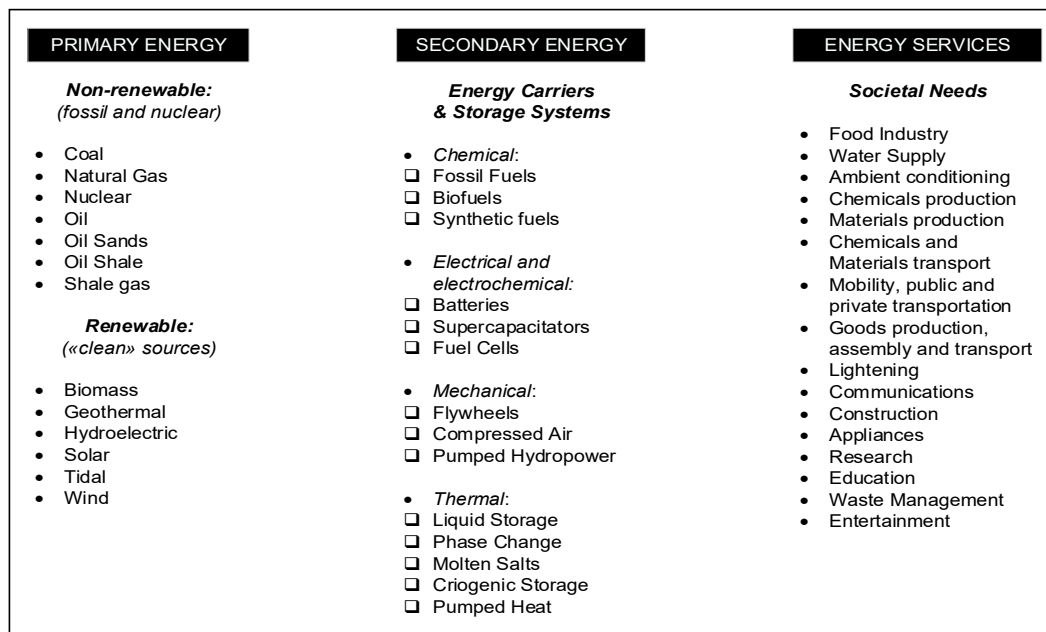 PRIMARY ENERGY
Non-renewable:
(fossil and nuclear)
• Coal
• Natural Gas
• Nuclear
• Oil
• Oil Sands
• Oil Shale
• Shale gas
Renewable:
(«clean» sources)
• Biomass
• Geothermal
• Hydroelectric
• Solar
• Tidal
• Wind
SECONDARY ENERGY
Energy Carriers
& Storage Systems
• Chemical:
❑ Fossil Fuels
❑ Biofuels
❑ Synthetic fuels
• Electrical and
electrochemical:
❑ Batteries
❑ Supercapacitators
❑ Fuel Cells
• Mechanical:
❑ Flywheels
❑ Compressed Air
❑ Pumped Hydropower
• Thermal:
❑ Liquid Storage
❑ Phase Change
❑ Molten Salts
❑ Criogenic Storage
❑ Pumped Heat
ENERGY SERVICES
Societal Needs
• Food Industry
• Water Supply
• Ambient conditioning
• Chemicals production
• Materials production
• Chemicals and
Materials transport
• Mobility, public and
private transportation
• Goods production,
assembly and transport
• Lightening
• Communications
• Construction
• Appliances
• Research
• Education
• Waste Management
• Entertainment